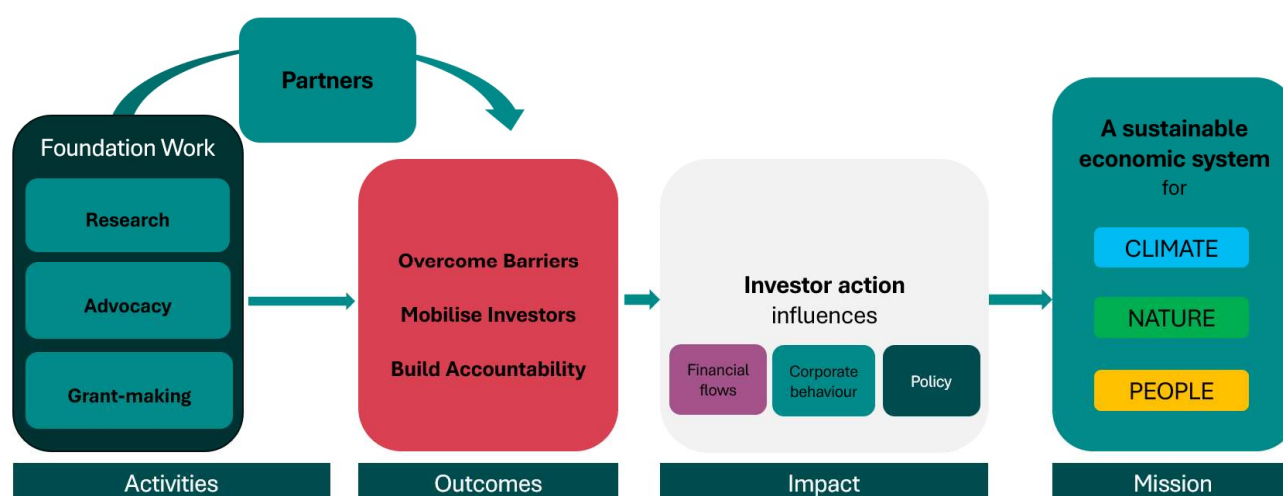 Partners
Foundation Work
Research
Advocacy
Grant-making
Overcome Barriers
Mobilise Investors
Build Accountability
Investor action
influences
Financial
flows
Corporate
behaviour
Policy
A sustainable
economic system
for
CLIMATE
NATURE
PEOPLE
Activities
Outcomes
Impact
Mission